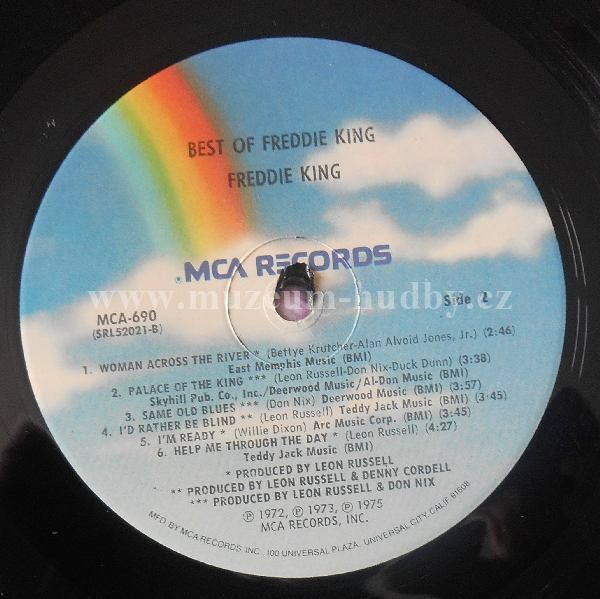 BEST OF FREDDIE KING
FREDDIE KING
MCA RECORDS
www.muzeum-hudby.cz
MCA-690
(SRL52021-B)
Side 2
1. WOMAN ACROSS THE RIVER * (Bettye Krutcher-Alan Alvoid Jones, Jr.) (2:46)
East Memphis Music (BMI)
2. PALACE OF THE KING *** (Leon Russell-Don Nix-Duck Dunn) (3:38)
Skyhill Pub. Co., Inc./Deerwood Music/Al-Don Music (BMI)
3. SAME OLD BLUES *** (Don Nix) Deerwood Music (BMI) (3:57)
4. I'D RATHER BE BLIND ** (Leon Russell) Teddy Jack Music (BMI) (3:45)
5. I'M READY * (Willie Dixon) Arc Music Corp. (BMI) (3:45)
6. HELP ME THROUGH THE DAY * (Leon Russell) (4:27)
Teddy Jack Music (BMI)
* PRODUCED BY LEON RUSSELL
** PRODUCED BY LEON RUSSELL & DENNY CORDELL
*** PRODUCED BY LEON RUSSELL & DON NIX
℗ 1972, ℗ 1973, ℗ 1975
MCA RECORDS, INC.
MFD. BY MCA RECORDS, INC., 100 UNIVERSAL PLAZA, UNIVERSAL CITY, CALIF. 91608